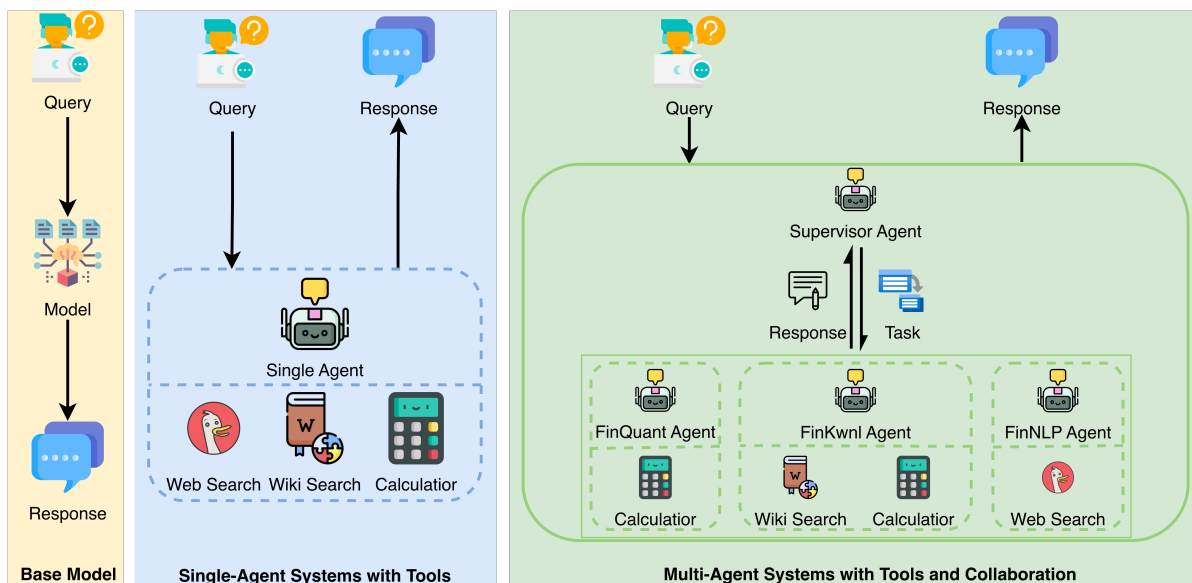 Query
Model
Response
Base Model
Query
Response
Single Agent
Web Search
Wiki Search
Calculatior
Single-Agent Systems with Tools
Query
Response
Supervisor Agent
Response
Task
FinQuant Agent
Calculatior
FinKwnl Agent
W
Wiki Search
Calculatior
FinNLP Agent
Web Search
Multi-Agent Systems with Tools and Collaboration